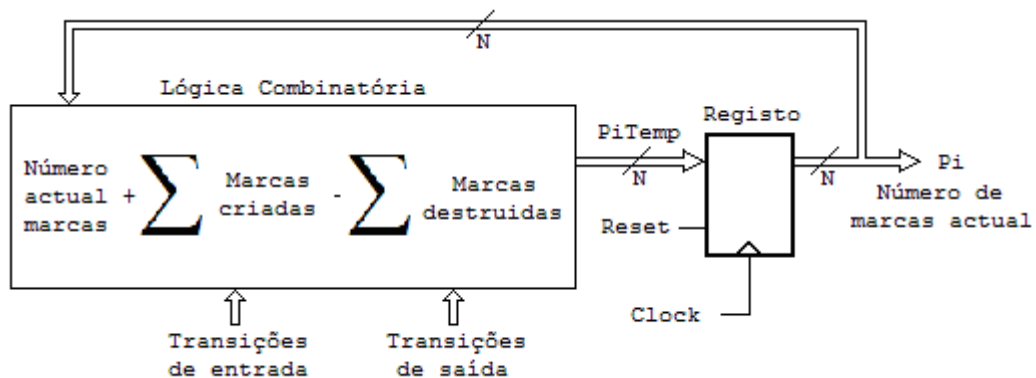 N
Lógica Combinatória
Número
actual
marcas
+
Marcas
criadas
-
Marcas
destruidas
PiTemp
N
Registo
Reset
Clock
N
Pi
Número de
marcas actual
Transições
de entrada
Transições
de saída